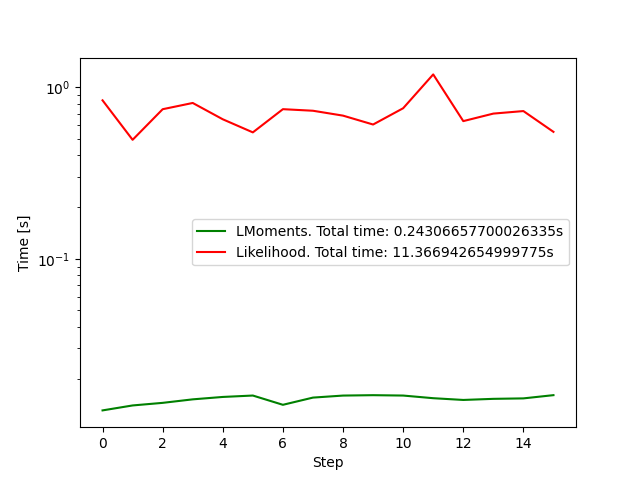 10⁰
10⁻¹
Time [s]
LMoments. Total time: 0.24306657700026335s
Likelihood. Total time: 11.366942654999775s
0 2 4 6 8 10 12 14
Step